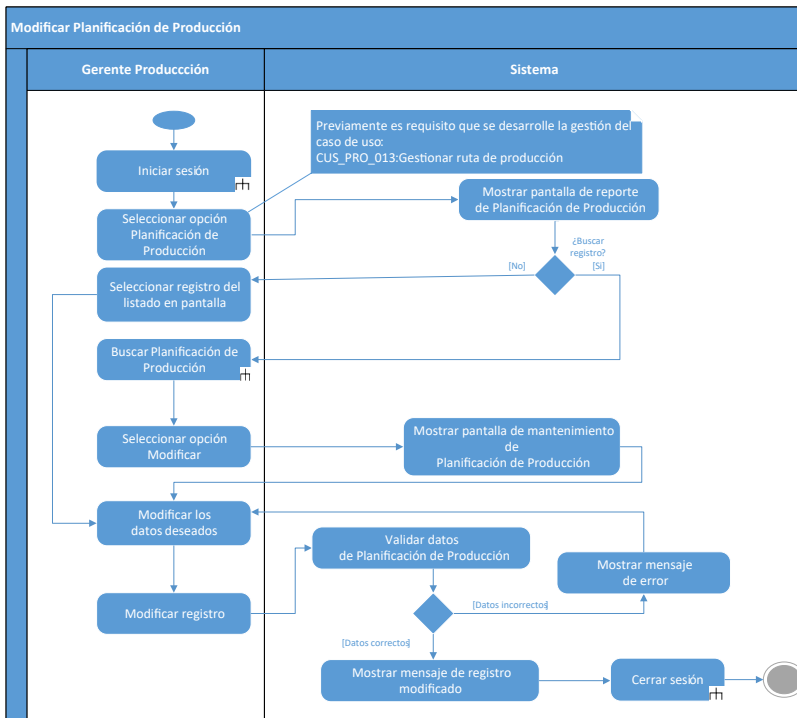 Modificar Planificación de Producción
Gerente Produccción
Sistema
Previamente es requisito que se desarrolle la gestión del
caso de uso:
CUS_PRO_013:Gestionar ruta de producción
Iniciar sesión
Seleccionar opción
Planificación de
Producción
Mostrar pantalla de reporte
de Planificación de Producción
¿Buscar
registro?
[No]
[Si]
Seleccionar registro del
listado en pantalla
Buscar Planificación de
Producción
Seleccionar opción
Modificar
Mostrar pantalla de mantenimiento
de
Planificación de Producción
Modificar los
datos deseados
Validar datos
de Planificación de Producción
Mostrar mensaje
de error
Modificar registro
[Datos incorrectos]
[Datos correctos]
Mostrar mensaje de registro
modificado
Cerrar sesión